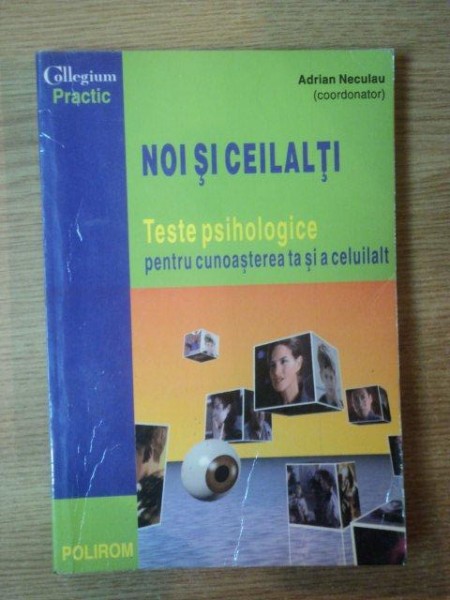 Collegium
Practic
Adrian Neculau
(coordonator)
NOI ŞI CEILALŢI
Teste psihologice
pentru cunoaşterea ta şi a celuilalt
POLIROM